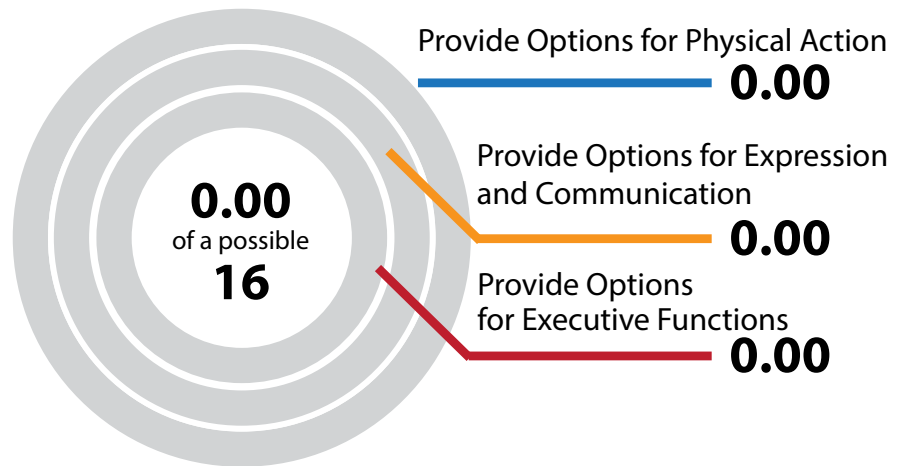 Provide Options for Physical Action
0.00
Provide Options for Expression
and Communication
0.00
Provide Options
for Executive Functions
0.00
0.00
of a possible
16